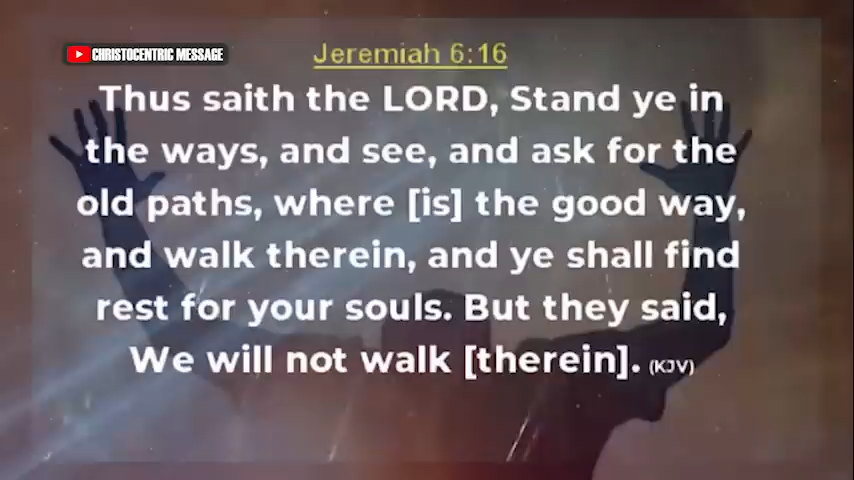 CHRISTOCENTRIC MESSAGE
Jeremiah 6:16
Thus saith the LORD, Stand ye in
the ways, and see, and ask for the
old paths, where [is] the good way,
and walk therein, and ye shall find
rest for your souls. But they said,
We will not walk [therein]. (KJV)